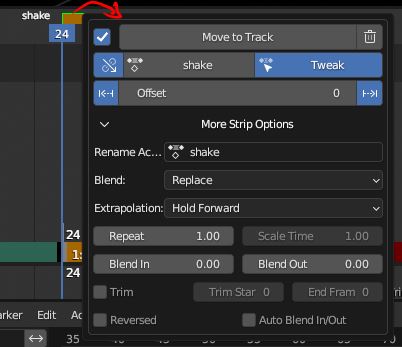 shake
24
Move to Track
shake Tweak
Offset 0
More Strip Options
Rename Ac... shake
Blend: Replace
Extrapolation: Hold Forward
Repeat 1.00 Scale Time 1.00
24
Blend In 0.00 Blend Out 0.00
24
Trim Trim Star 0 End Fram 0
Edit
Reversed Auto Blend In/Out
35